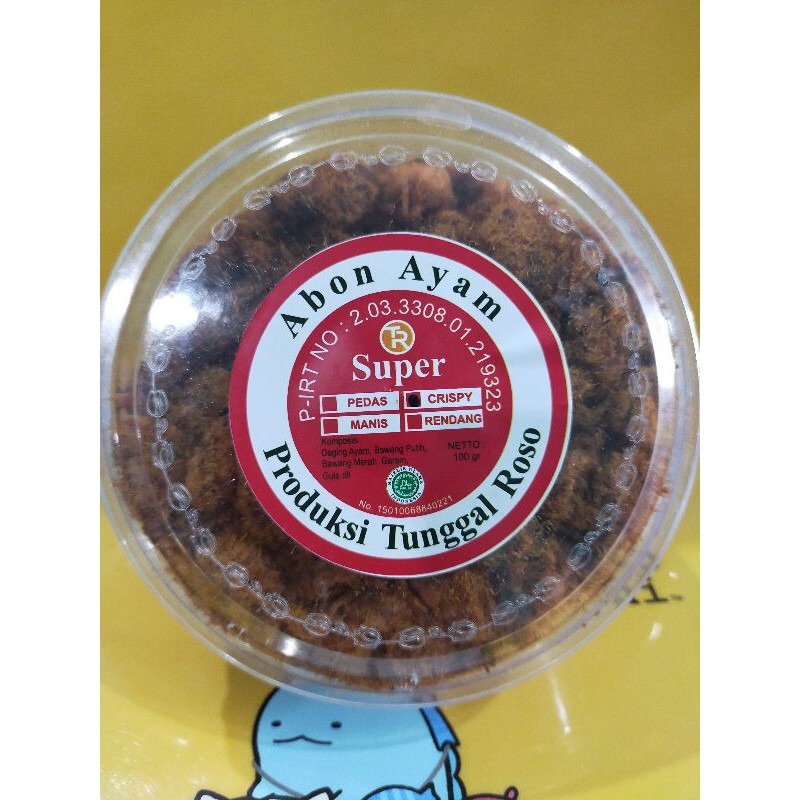 Abon Ayam
P-IRT NO : 2.03.3308.01.219323
TR
Super
PEDAS
CRISPY
MANIS
RENDANG
Komposisi
Daging Ayam, Bawang Putih,
Bawang Merah, Garam,
Gula dll
NETTO :
100 gr
No. 15010068840221
Produksi Tunggal Roso